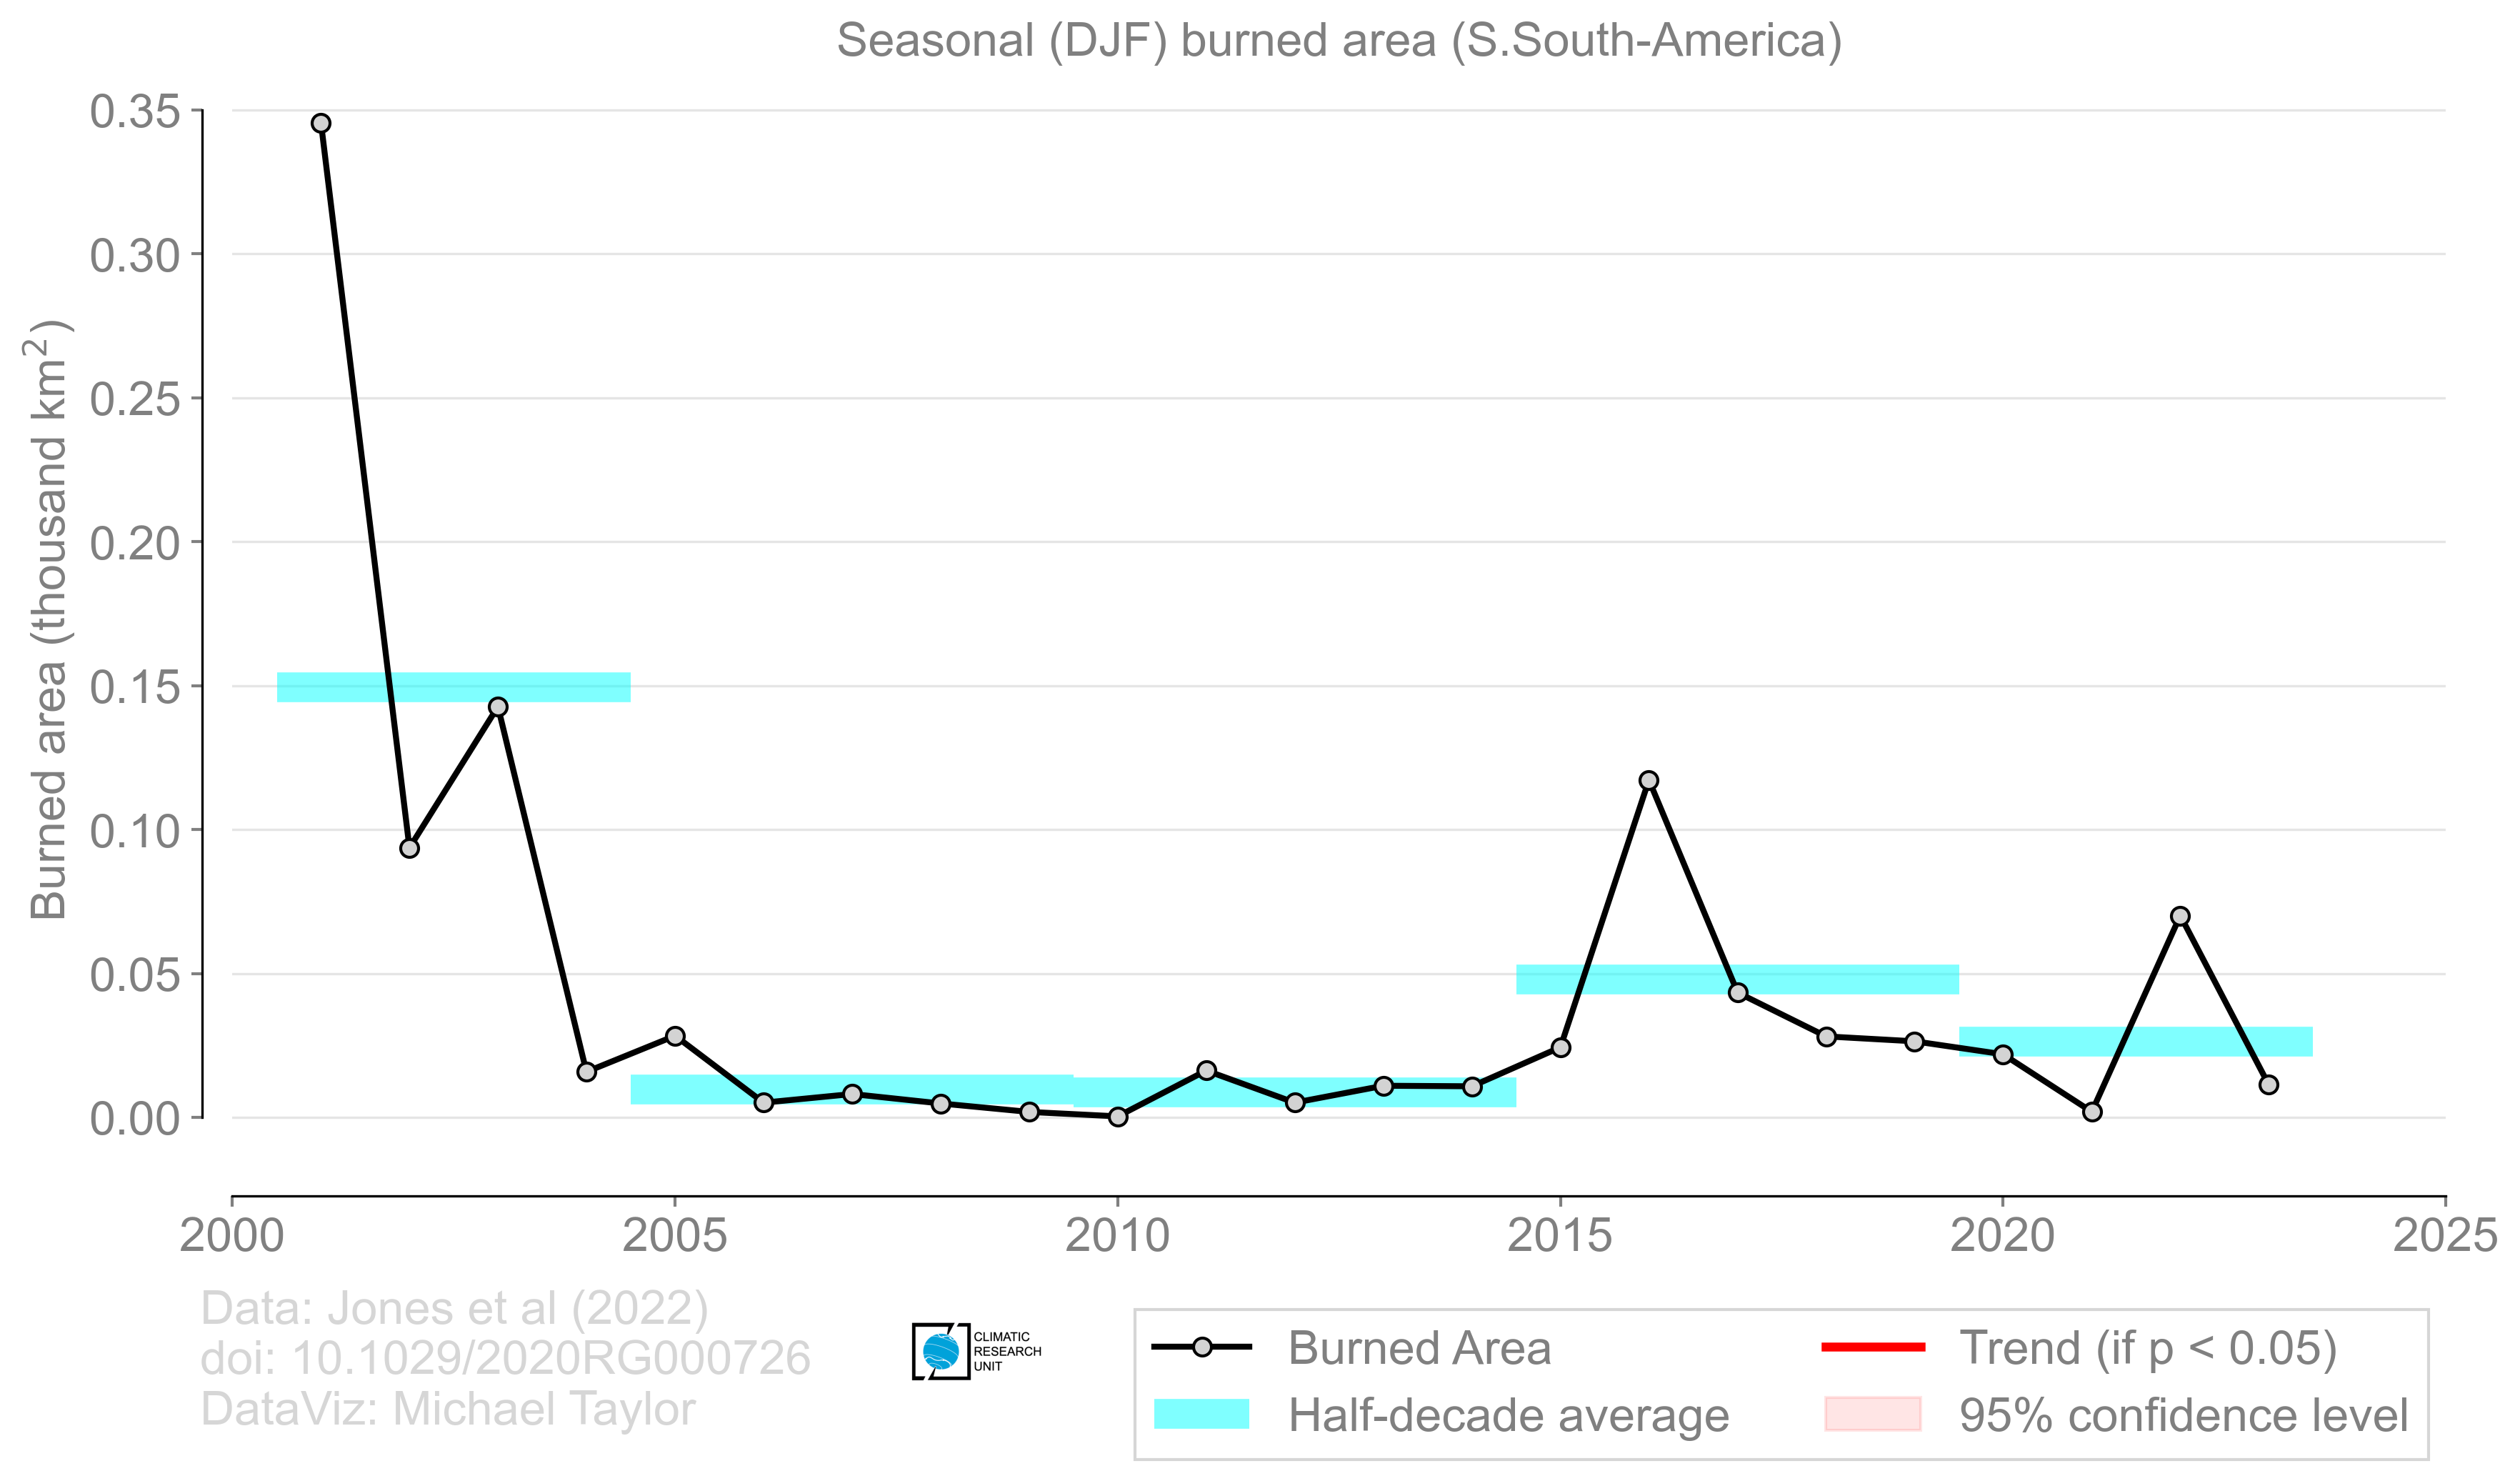 Seasonal (DJF) burned area (S.South-America)
Burned area (thousand km²)
0.35
0.30
0.25
0.20
0.15
0.10
0.05
0.00
2000 2005 2010 2015 2020 2025
Data: Jones et al (2022)
doi: 10.1029/2020RG000726
DataViz: Michael Taylor
CLIMATIC
RESEARCH
UNIT
Burned Area
Half-decade average
Trend (if p < 0.05)
95% confidence level